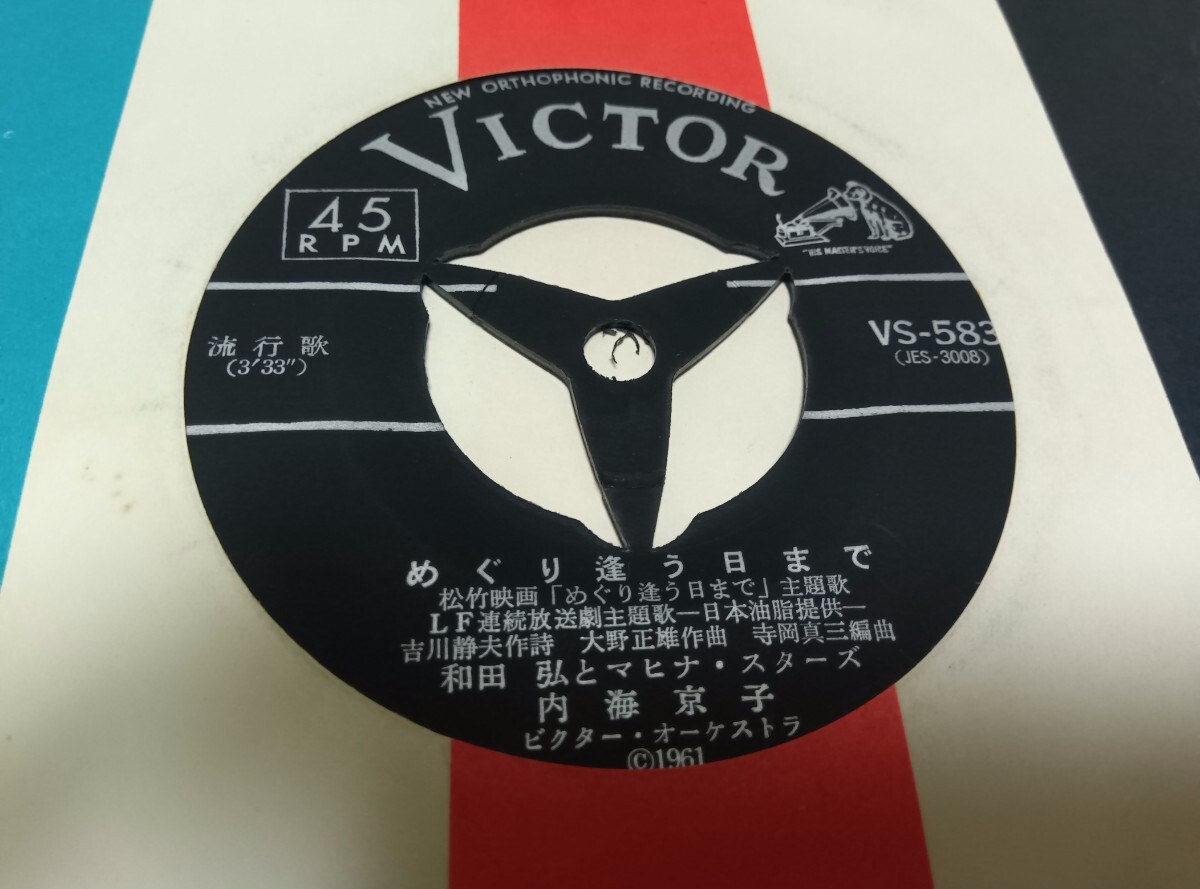 NEW ORTHOPHONIC RECORDING
VICTOR
45
RPM
"HIS MASTER'S VOICE"
流行歌
(3′33″)
VS-583
(JES-3008)
めぐり逢う日まで
松竹映画「めぐり逢う日まで」主題歌
LF連続放送劇主題歌―日本油脂提供―
吉川静夫作詩 大野正雄作曲 寺岡真三編曲
和田 弘とマヒナ・スターズ
内海京子
ビクター・オーケストラ
©1961